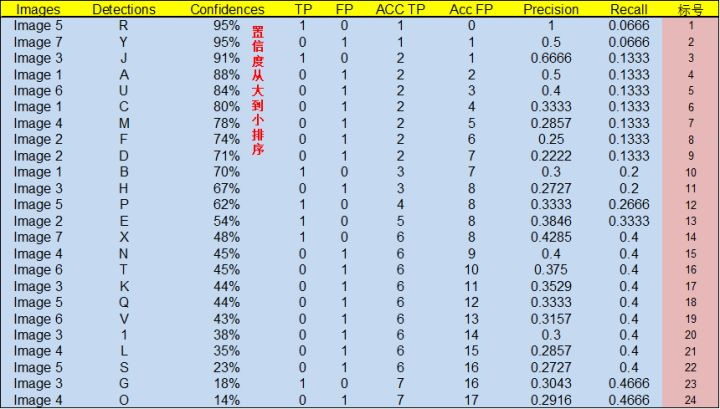 Images Detections Confidences TP FP ACC TP Acc FP Precision Recall 标号
Image 5 R 95% 1 0 1 0 1 0.0666 1
Image 7 Y 95% 0 1 1 1 0.5 0.0666 2
Image 3 J 91% 1 0 2 1 0.6666 0.1333 3
Image 1 A 88% 0 1 2 2 0.5 0.1333 4
Image 6 U 84% 0 1 2 3 0.4 0.1333 5
Image 1 C 80% 0 1 2 4 0.3333 0.1333 6
Image 4 M 78% 0 1 2 5 0.2857 0.1333 7
Image 2 F 74% 0 1 2 6 0.25 0.1333 8
Image 2 D 71% 0 1 2 7 0.2222 0.1333 9
Image 1 B 70% 1 0 3 7 0.3 0.2 10
Image 3 H 67% 0 1 3 8 0.2727 0.2 11
Image 5 P 62% 1 0 4 8 0.3333 0.2666 12
Image 2 E 54% 1 0 5 8 0.3846 0.3333 13
Image 7 X 48% 1 0 6 8 0.4285 0.4 14
Image 4 N 45% 0 1 6 9 0.4 0.4 15
Image 6 T 45% 0 1 6 10 0.375 0.4 16
Image 3 K 44% 0 1 6 11 0.3529 0.4 17
Image 5 Q 44% 0 1 6 12 0.3333 0.4 18
Image 6 V 43% 0 1 6 13 0.3157 0.4 19
Image 3 1 38% 0 1 6 14 0.3 0.4 20
Image 4 L 35% 0 1 6 15 0.2857 0.4 21
Image 5 S 23% 0 1 6 16 0.2727 0.4 22
Image 3 G 18% 1 0 7 16 0.3043 0.4666 23
Image 4 O 14% 0 1 7 17 0.2916 0.4666 24
置信度从大到小排序